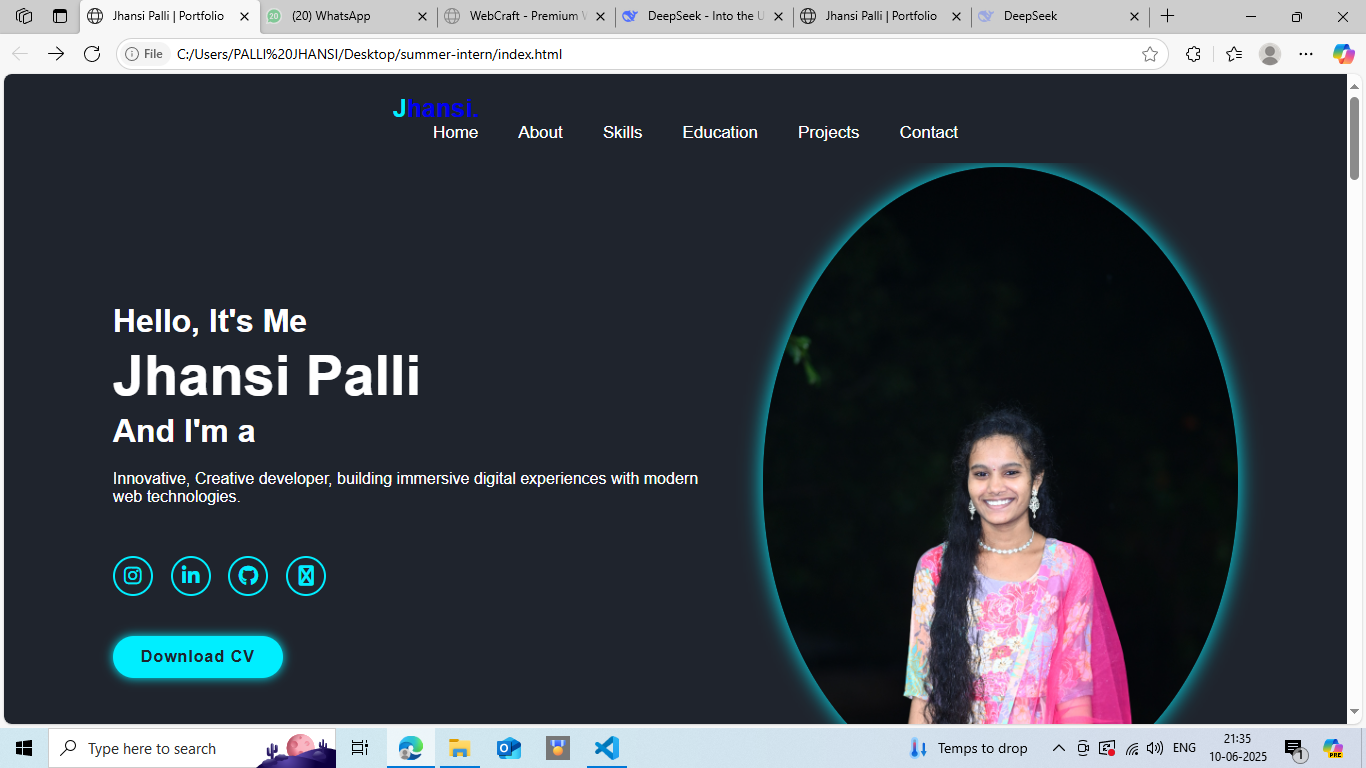 Jhansi Palli | Portfolio
(20) WhatsApp
WebCraft - Premium
DeepSeek - Into the U
Jhansi Palli | Portfolio
DeepSeek
File
C:/Users/PALLI%20JHANSI/Desktop/summer-intern/index.html
Jhansi.
Home About Skills Education Projects Contact
Hello, It's Me
Jhansi Palli
And I'm a
Innovative, Creative developer, building immersive digital experiences with modern
web technologies.
Download CV
Type here to search
Temps to drop
ENG
21:35
10-06-2025
1
PRE